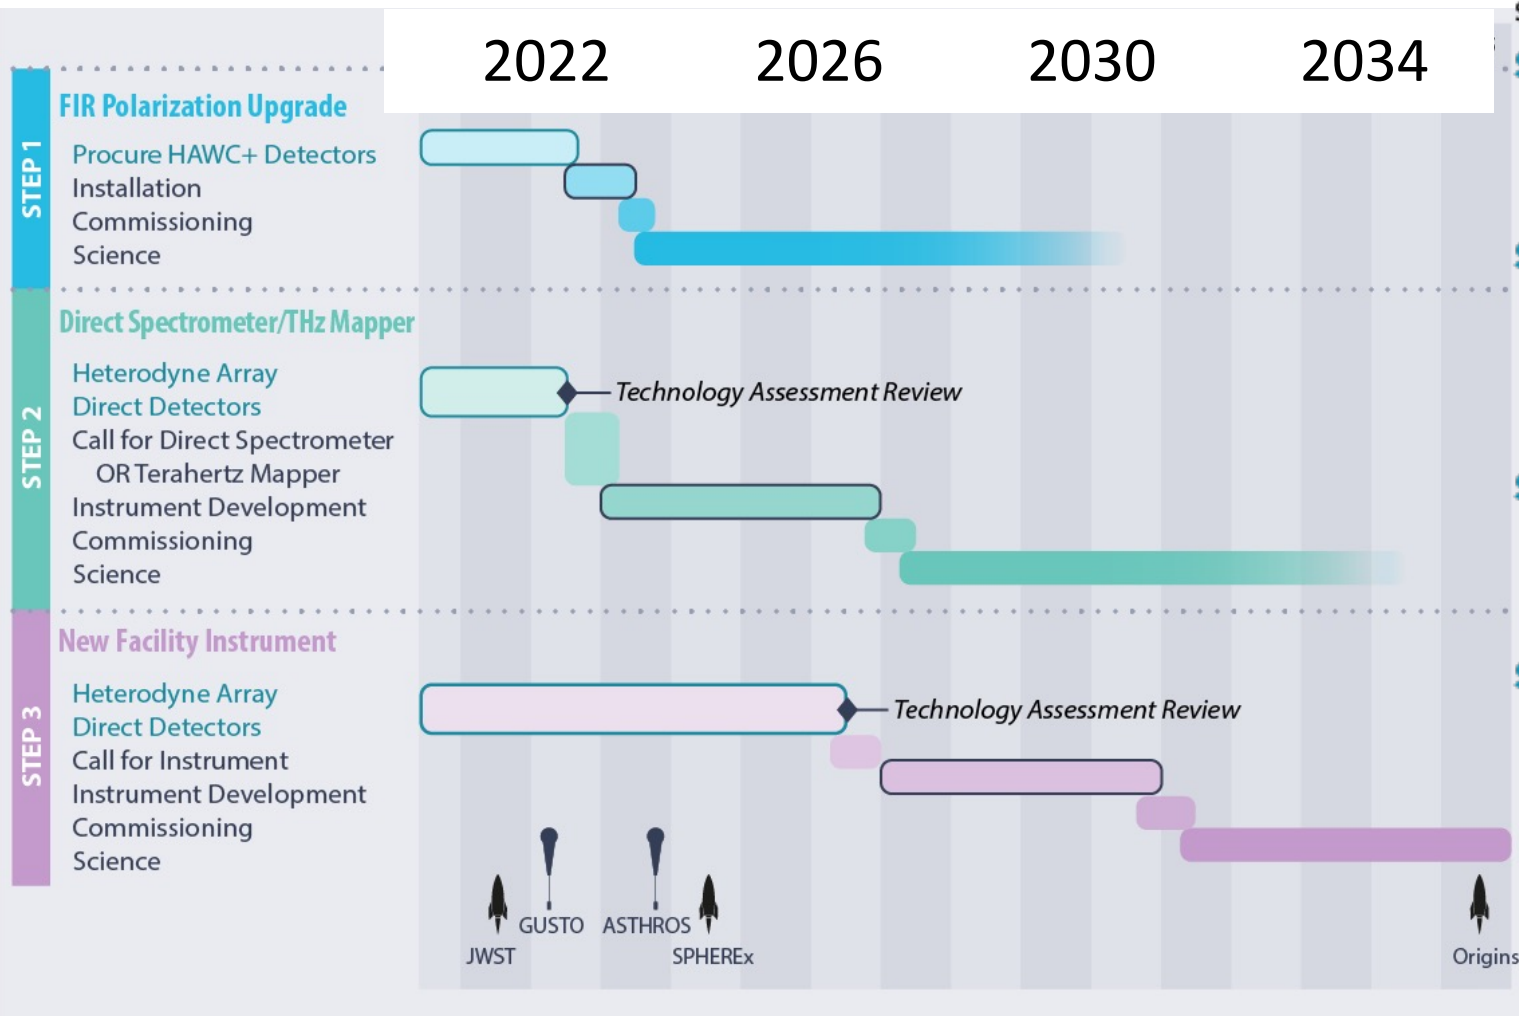 2022 2026 2030 2034
STEP 1
FIR Polarization Upgrade
Procure HAWC+ Detectors
Installation
Commissioning
Science
STEP 2
Direct Spectrometer/THz Mapper
Heterodyne Array
Direct Detectors
Technology Assessment Review
Call for Direct Spectrometer
OR Terahertz Mapper
Instrument Development
Commissioning
Science
STEP 3
New Facility Instrument
Heterodyne Array
Direct Detectors
Technology Assessment Review
Call for Instrument
Instrument Development
Commissioning
Science
GUSTO ASTHROS
JWST SPHEREx Origins